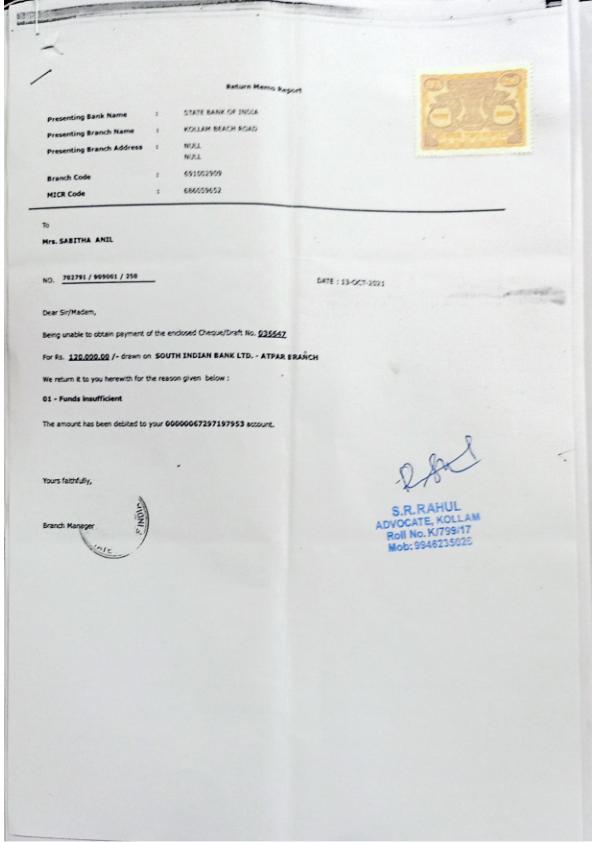 Return Memo Report
Presenting Bank Name : STATE BANK OF INDIA
Presenting Branch Name : KOLLAM BEACH ROAD
Presenting Branch Address : NULL
NULL
Branch Code : 691002909
MICR Code : 686059652
To
Mrs. SABITHA ANIL
NO. 702791 / 909001 / 250
DATE : 13-OCT-2021
Dear Sir/Madam,
Being unable to obtain payment of the enclosed Cheque/Draft No. 035547
For Rs. 120,000.00 /- drawn on SOUTH INDIAN BANK LTD. - ATPAR BRANCH
We return it to you herewith for the reason given below :
01 - Funds insufficient
The amount has been debited to your 00000067297197953 account.
Yours faithfully,
Branch Manager
S.R.RAHUL
ADVOCATE, KOLLAM
Roll No. K/799/17
Mob: 9946235026